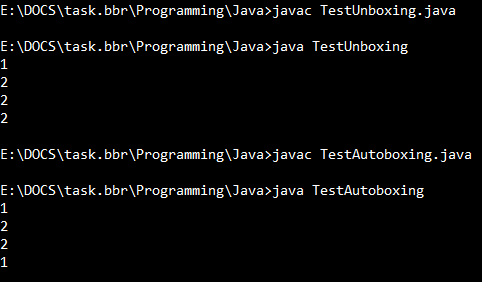 E:\DOCS\task.bbr\Programming\Java>javac TestUnboxing.java
E:\DOCS\task.bbr\Programming\Java>java TestUnboxing
1
2
2
2
E:\DOCS\task.bbr\Programming\Java>javac TestAutoboxing.java
E:\DOCS\task.bbr\Programming\Java>java TestAutoboxing
1
2
2
1